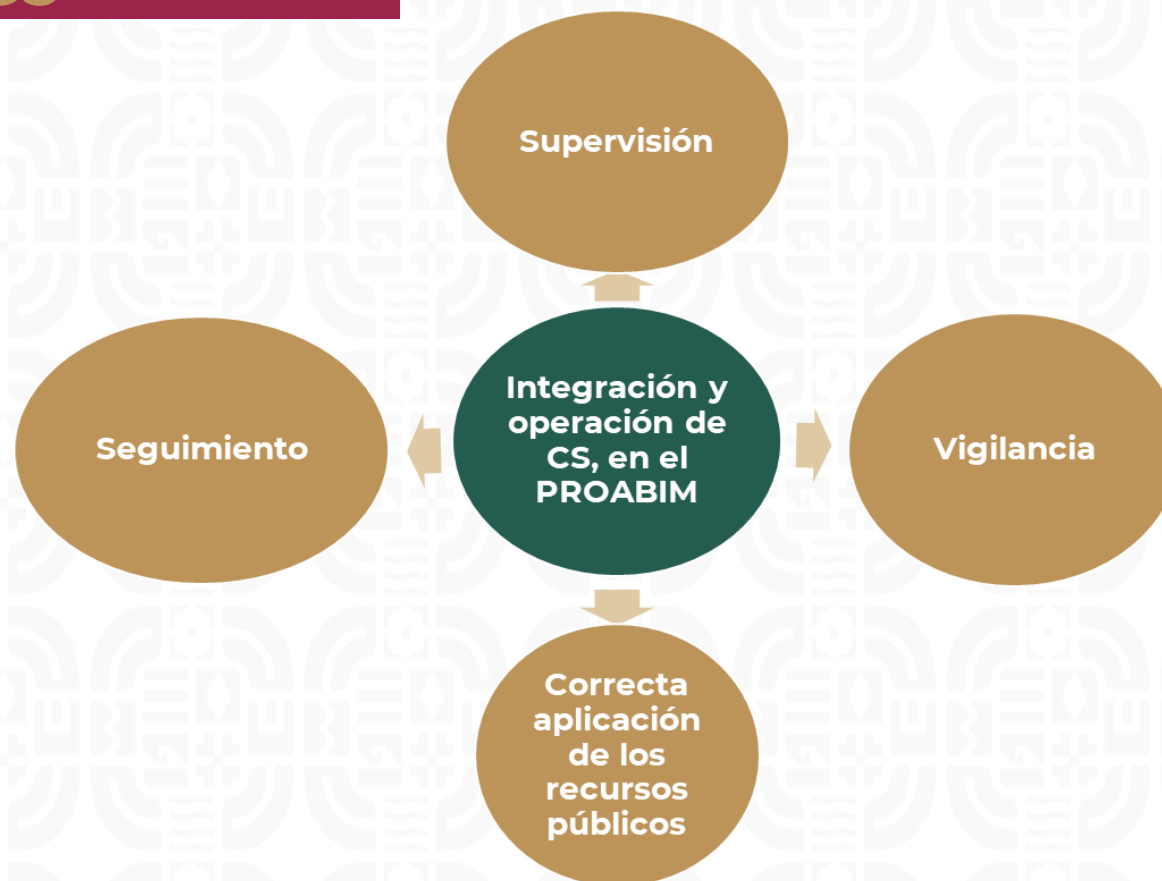 Supervisión
Integración y
operación de
CS, en el
PROABIM
Seguimiento
Vigilancia
Correcta
aplicación
de los
recursos
públicos